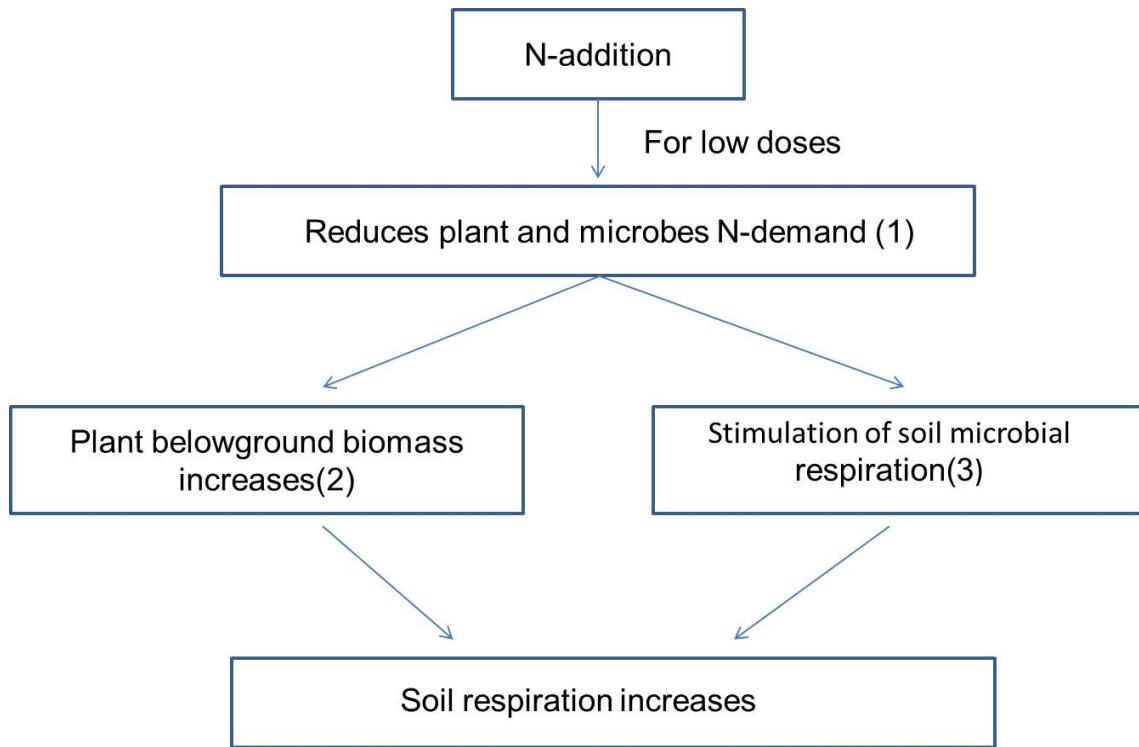 N-addition
For low doses
Reduces plant and microbes N-demand (1)
Plant belowground biomass
increases(2)
Stimulation of soil microbial
respiration(3)
Soil respiration increases